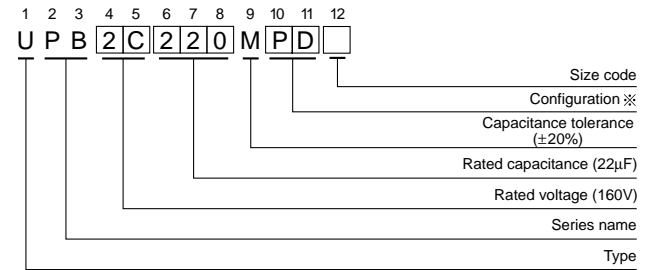 1 2 3 4 5 6 7 8 9 10 11 12
U P B 2 C 2 2 0 M P D
Size code
Configuration ※
Capacitance tolerance
(±20%)
Rated capacitance (22μF)
Rated voltage (160V)
Series name
Type